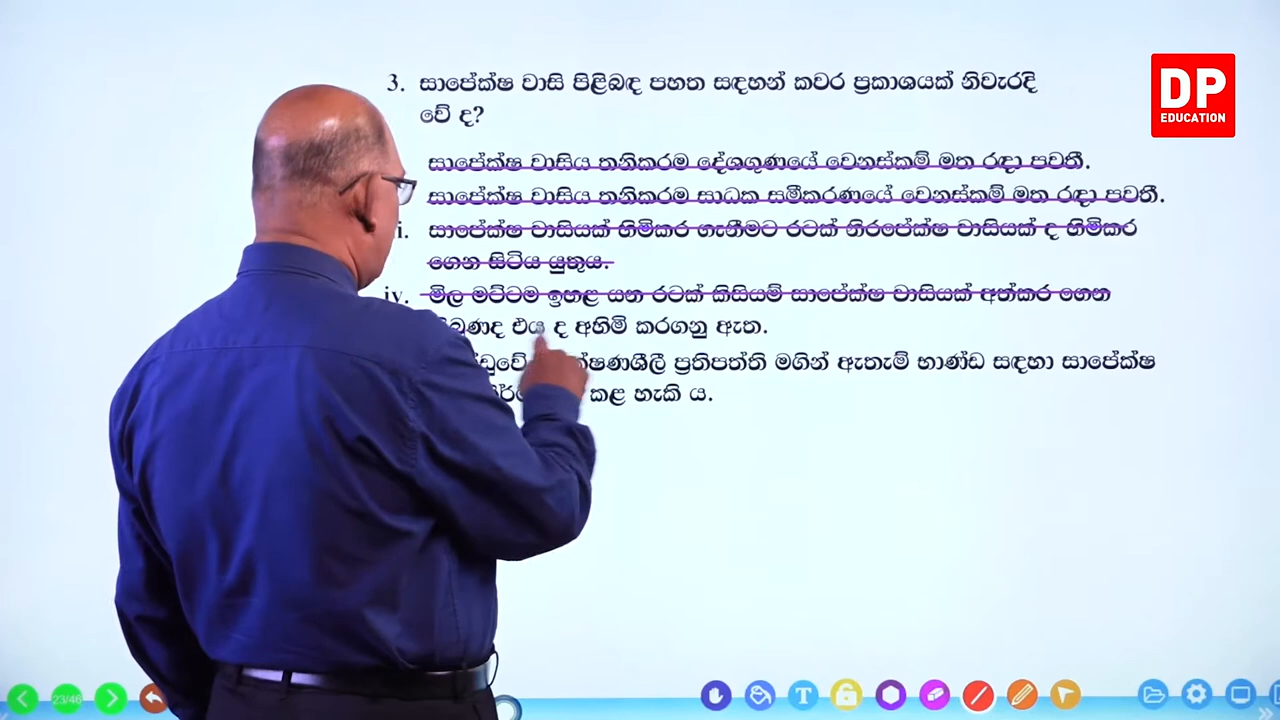 DP
EDUCATION
3. සාපේක්ෂ වාසි පිළිබඳ පහත සඳහන් කවර ප්‍රකාශයක් නිවැරදි
වේ ද?
සාපේක්ෂ වාසිය තනිකරම දේශගුණයේ වෙනස්කම් මත රඳා පවතී.
සාපේක්ෂ වාසිය තනිකරම සාධක සමීකරණයේ වෙනස්කම් මත රඳා පවතී.
සාපේක්ෂ වාසියක් හිමිකර ගැනීමට රටක් නිරපේක්ෂ වාසියක් ද හිමිකර
ගෙන සිටිය යුතුය.
iv. මිල මට්ටම ඉහළ යන රටක් කිසියම් සාපේක්ෂ වාසියක් අත්කර ගෙන
එය ද අහිමි කරගනු ඇත.
ප්‍රතිපත්ති මගින් ඇතැම් භාණ්ඩ සඳහා සාපේක්ෂ
කළ හැකි ය.
23/46